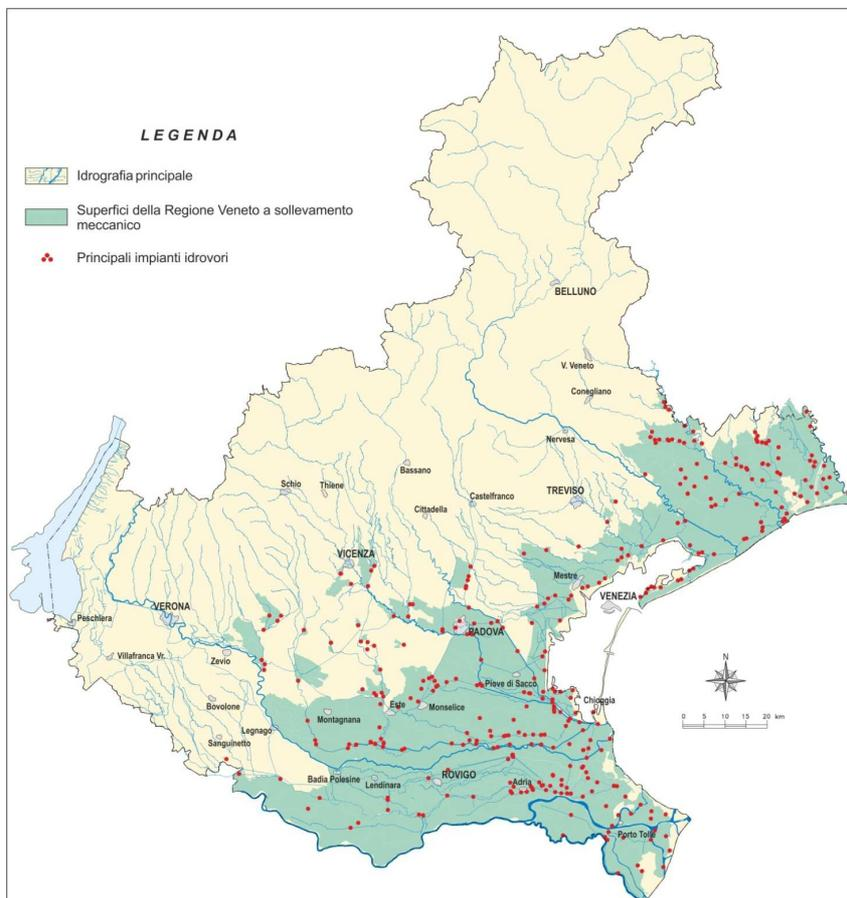 LEGENDA
Idrografia principale
Superfici della Regione Veneto a sollevamento
meccanico
Principali impianti idrovori
BELLUNO
V. Veneto
Conegliano
Nervesa
Bassano
Schio
Thiene
Castelfranco
TREVISO
Cittadella
VICENZA
Mestre
VENEZIA
VERONA
Peschiera
PADOVA
Villafranca Vr.
Zevio
Piove di Sacco
N
Chioggia
Bovolone
Este
Monselice
Montagnana
Legnago
Sanguinetto
0 5 10 20 km
Badia Polesine
Lendinara
ROVIGO
Adria
Porto Tolle